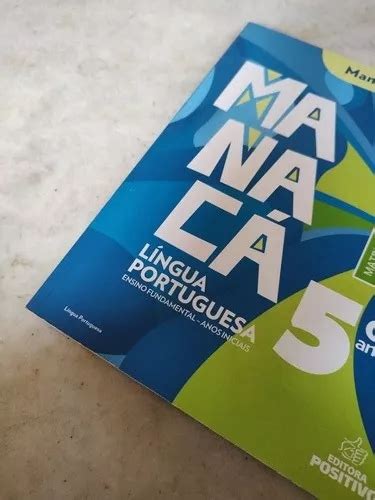 MA
NA
CÁ
LÍNGUA
PORTUGUESA
ENSINO FUNDAMENTAL - ANOS INICIAIS
5
Língua Portuguesa
EDITORA
POSITIVO